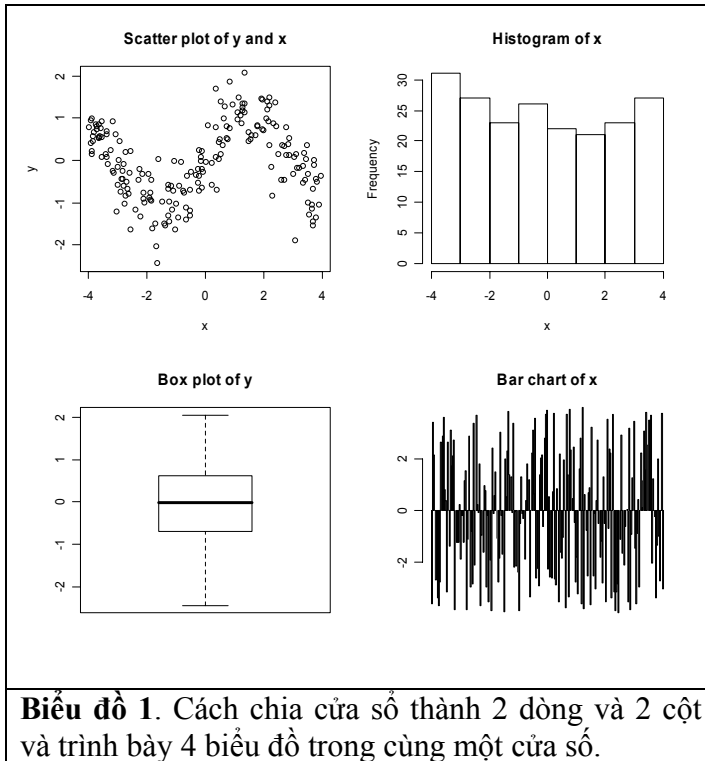 Scatter plot of y and x
y
2
1
0
-1
-2
-4 -2 0 2 4
x
Histogram of x
Frequency
30
25
20
15
10
5
0
-4 -2 0 2 4
x
Box plot of y
2
1
0
-1
-2
Bar chart of x
2
0
-2
Biểu đồ 1. Cách chia cửa sổ thành 2 dòng và 2 cột
và trình bày 4 biểu đồ trong cùng một cửa số.